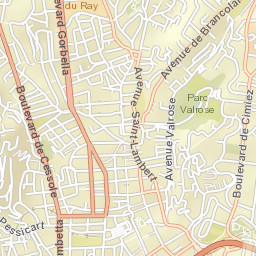 du Ray
Boulevard Gorbella
Avenue de Brancolar
Avenue Saint-Lambert
Parc
Valrose
Avenue Valrose
Boulevard de Cimiez
Boulevard de Cessole
Pessicart